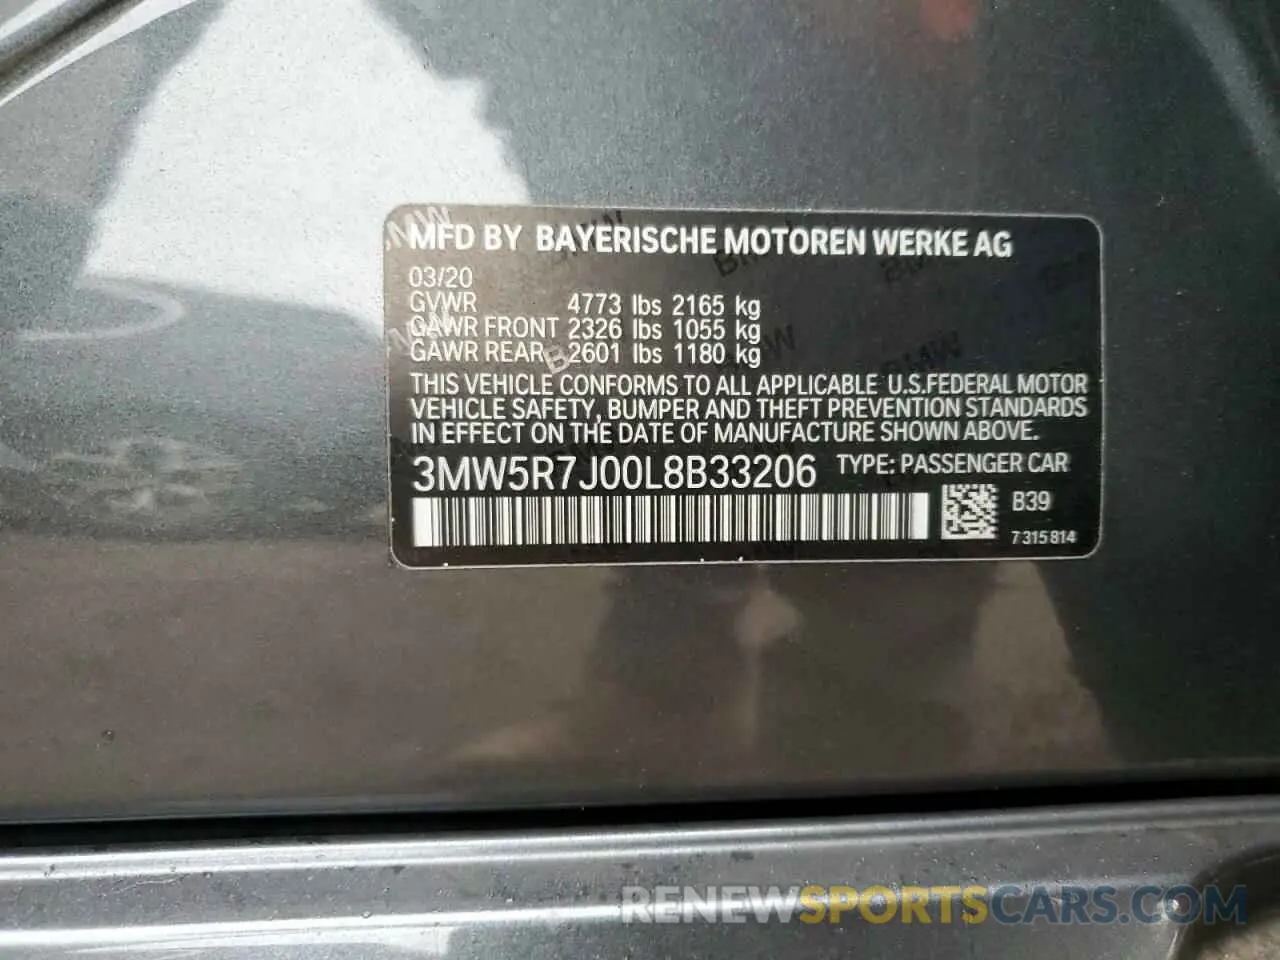 MFD BY BAYERISCHE MOTOREN WERKE AG
03/20
GVWR 4773 lbs 2165 kg
GAWR FRONT 2326 lbs 1055 kg
GAWR REAR 2601 lbs 1180 kg
THIS VEHICLE CONFORMS TO ALL APPLICABLE U.S.FEDERAL MOTOR
VEHICLE SAFETY, BUMPER AND THEFT PREVENTION STANDARDS
IN EFFECT ON THE DATE OF MANUFACTURE SHOWN ABOVE.
3MW5R7J00L8B33206 TYPE: PASSENGER CAR
B39
7315814
RENEWSPORTSCARS.COM